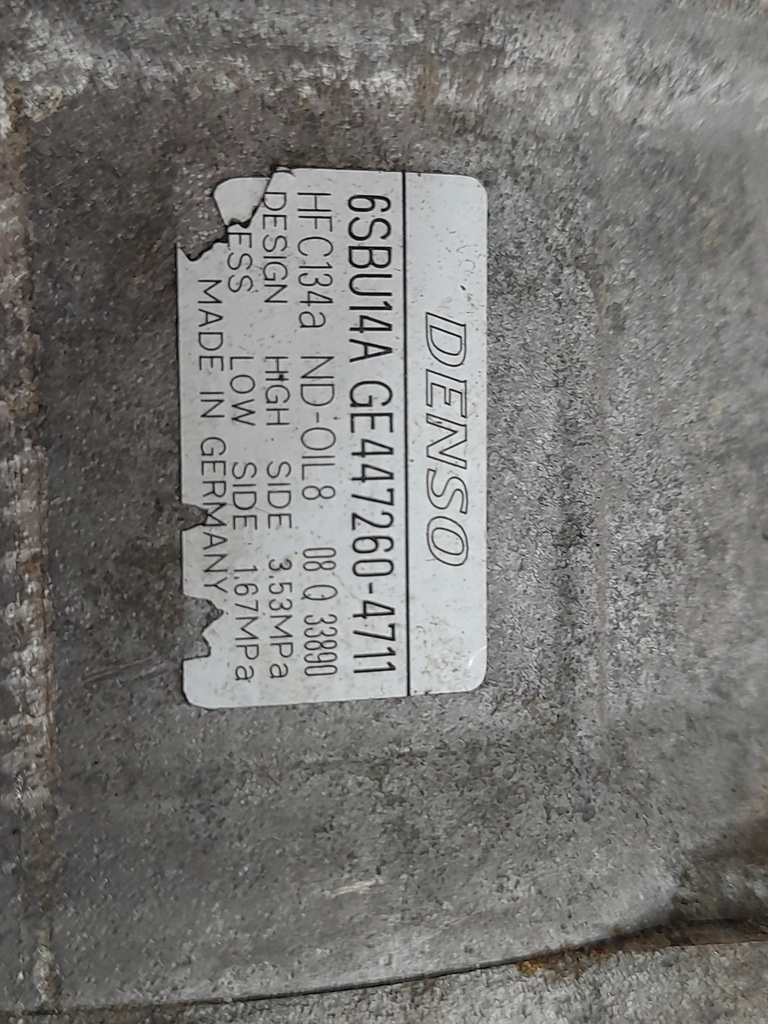 DENSO
6SBU14A GE447260-4711
HFC134a ND-OIL8 08 Q 33890
DESIGN HIGH SIDE 3.53MPa
LOW SIDE 1.67MPa
MADE IN GERMANY